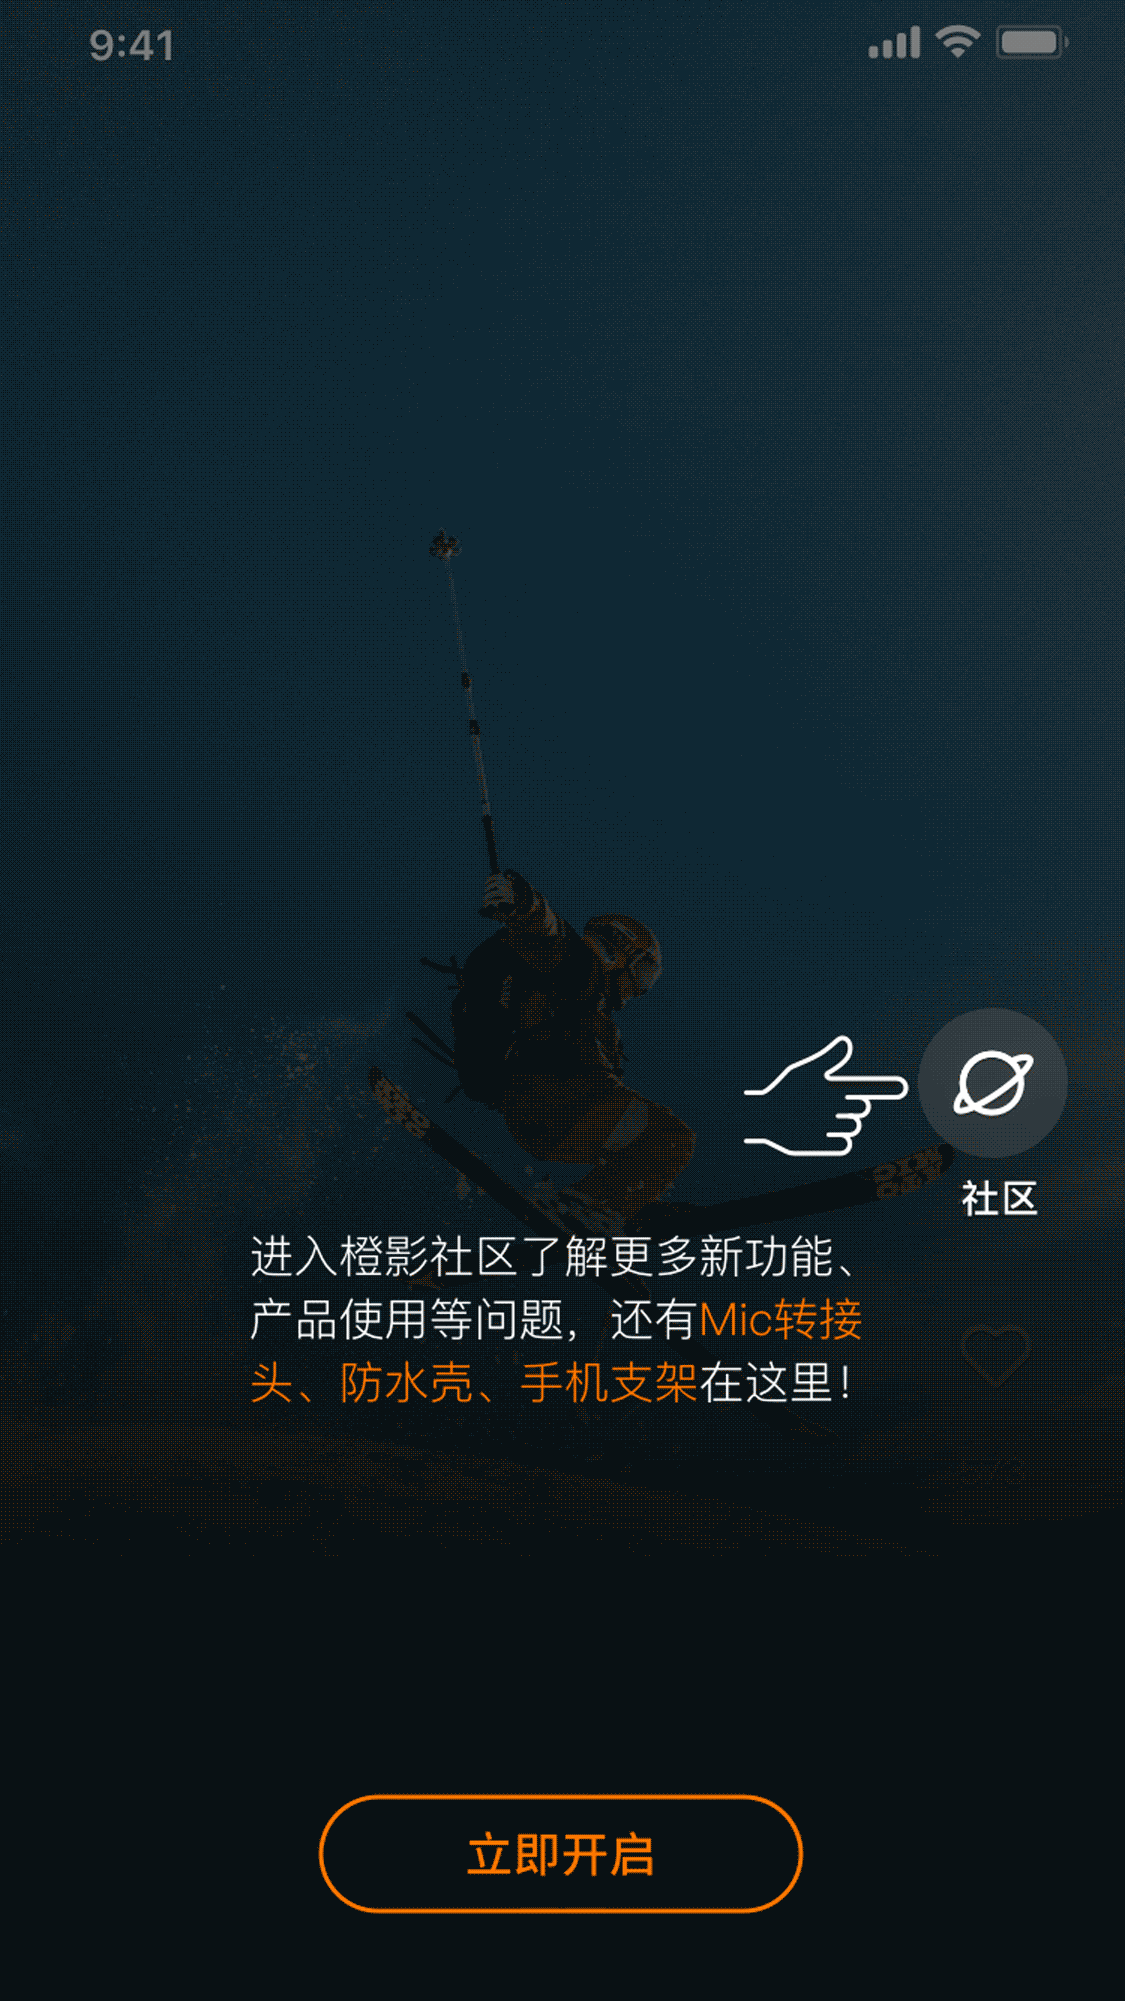 9:41
社区
进入橙影社区了解更多新功能、
产品使用等问题，还有Mic转接
头、防水壳、手机支架在这里！
立即开启